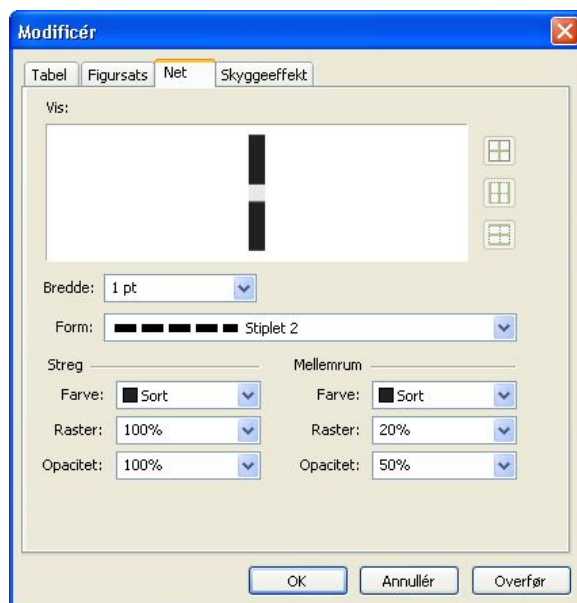 Modificér
Tabel Figursats Net Skyggeeffekt
Vis:
Bredde: 1 pt
Form: Stiplet 2
Streg Mellemrum
Farve: Sort Farve: Sort
Raster: 100% Raster: 20%
Opacitet: 100% Opacitet: 50%
OK Annullér Overfør